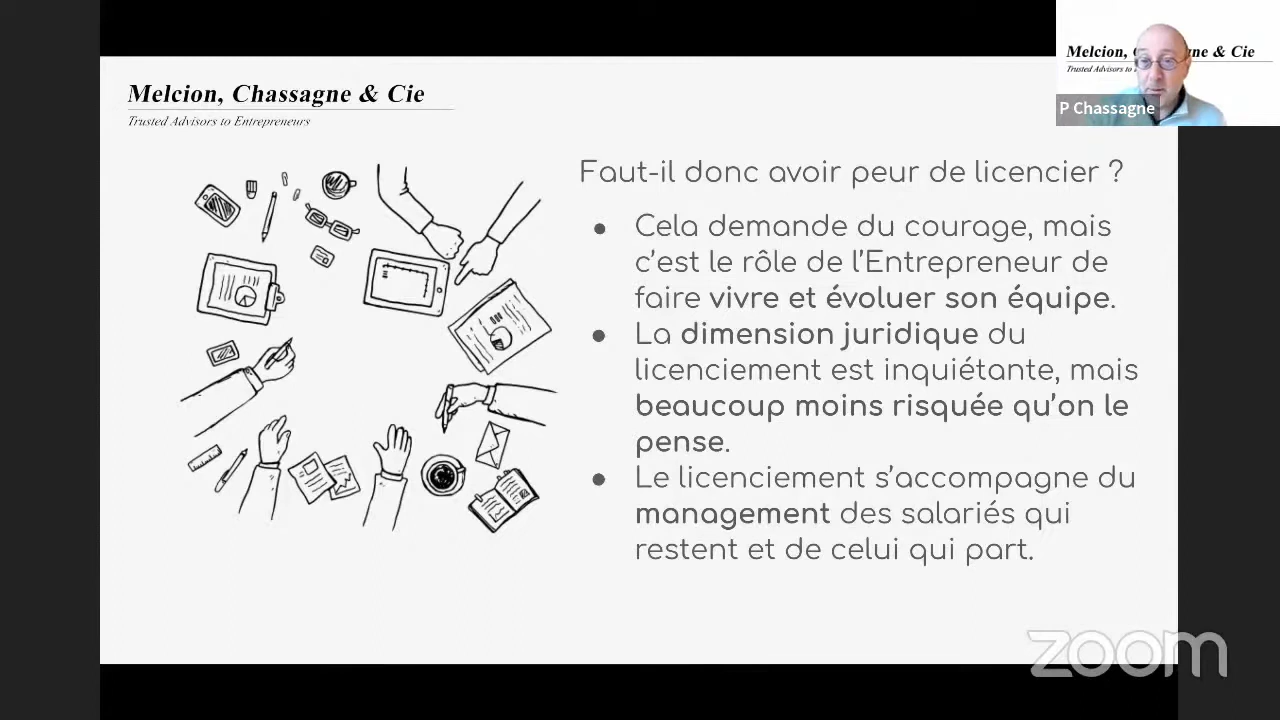 Melcion, Chassagne & Cie
Trusted Advisors to Entrepreneurs
Melcion, & Cie
Trusted Advisors to
P Chassagne
Faut-il donc avoir peur de licencier ?
● Cela demande du courage, mais
c'est le rôle de l'Entrepreneur de
faire vivre et évoluer son équipe.
● La dimension juridique du
licenciement est inquiétante, mais
beaucoup moins risquée qu'on le
pense.
● Le licenciement s'accompagne du
management des salariés qui
restent et de celui qui part.
zoom